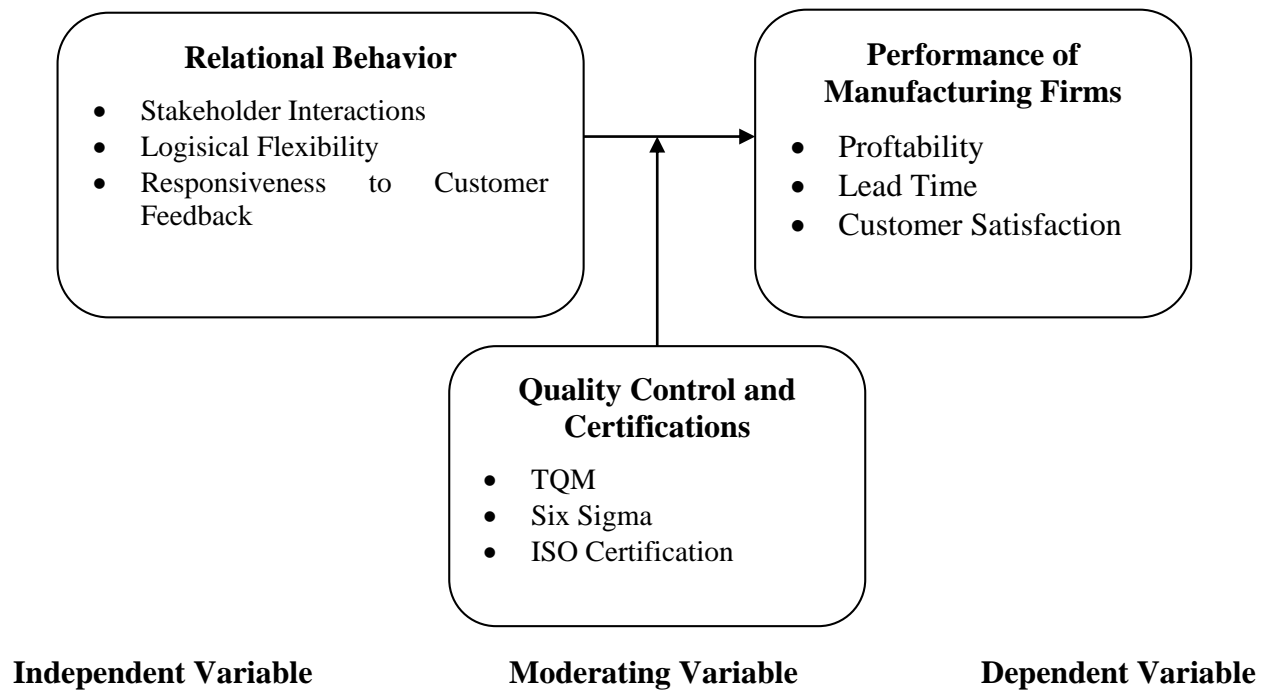 Relational Behavior
• Stakeholder Interactions
• Logisical Flexibility
• Responsiveness to Customer
Feedback
Performance of
Manufacturing Firms
• Proftability
• Lead Time
• Customer Satisfaction
Quality Control and
Certifications
• TQM
• Six Sigma
• ISO Certification
Independent Variable
Moderating Variable
Dependent Variable